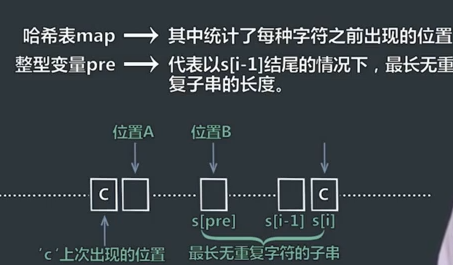 哈希表map → 其中统计了每种字符之前出现的位置
整型变量pre → 代表以s[i-1]结尾的情况下，最长无重
复子串的长度。
位置A 位置B
C C
s[pre] s[i-1] s[i]
'c'上次出现的位置 最长无重复字符的子串